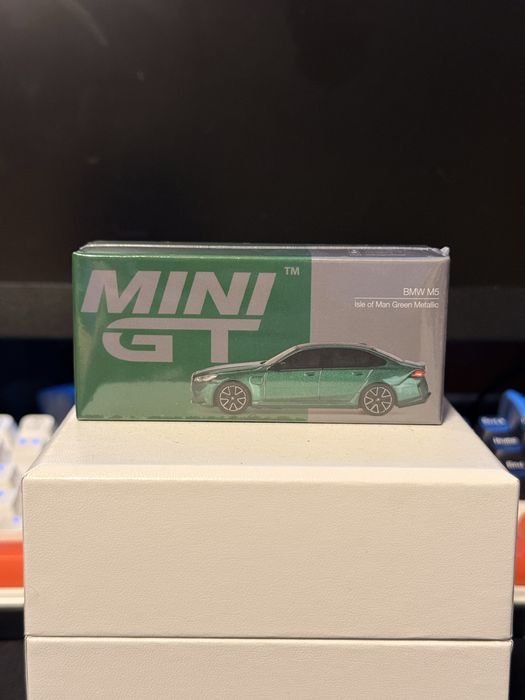 MINI
GT
™
BMW M5
Isle of Man Green Metallic